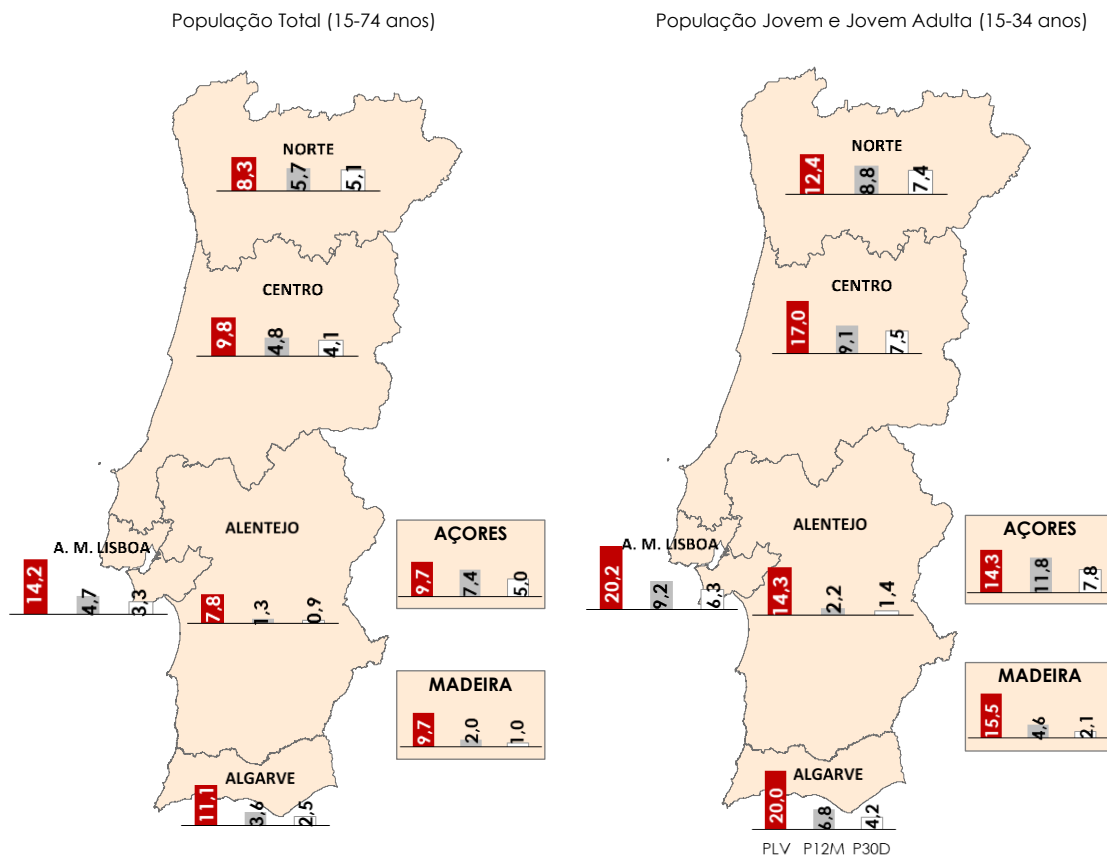 População Total (15-74 anos)
NORTE
8,3 5,7 5,1
CENTRO
9,8 4,8 4,1
A. M. LISBOA
14,2 4,7 3,3
ALENTEJO
7,8 1,3 0,9
AÇORES
9,7 7,4 5,0
MADEIRA
9,7 2,0 1,0
ALGARVE
11,1 3,6 2,5
População Jovem e Jovem Adulta (15-34 anos)
NORTE
12,4 8,8 7,4
CENTRO
17,0 9,1 7,5
A. M. LISBOA
20,2 9,2 6,3
ALENTEJO
14,3 2,2 1,4
AÇORES
14,3 11,8 7,8
MADEIRA
15,5 4,6 2,1
ALGARVE
20,0 6,8 4,2
PLV P12M P30D